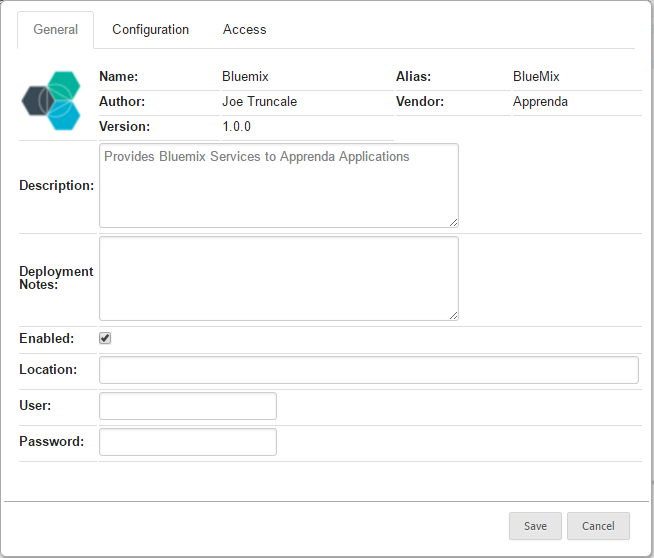 General Configuration Access
Name: Bluemix Alias: BlueMix
Author: Joe Truncale Vendor: Apprenda
Version: 1.0.0
Description: Provides Bluemix Services to Apprenda Applications
Deployment
Notes:
Enabled:
Location:
User:
Password:
Save Cancel